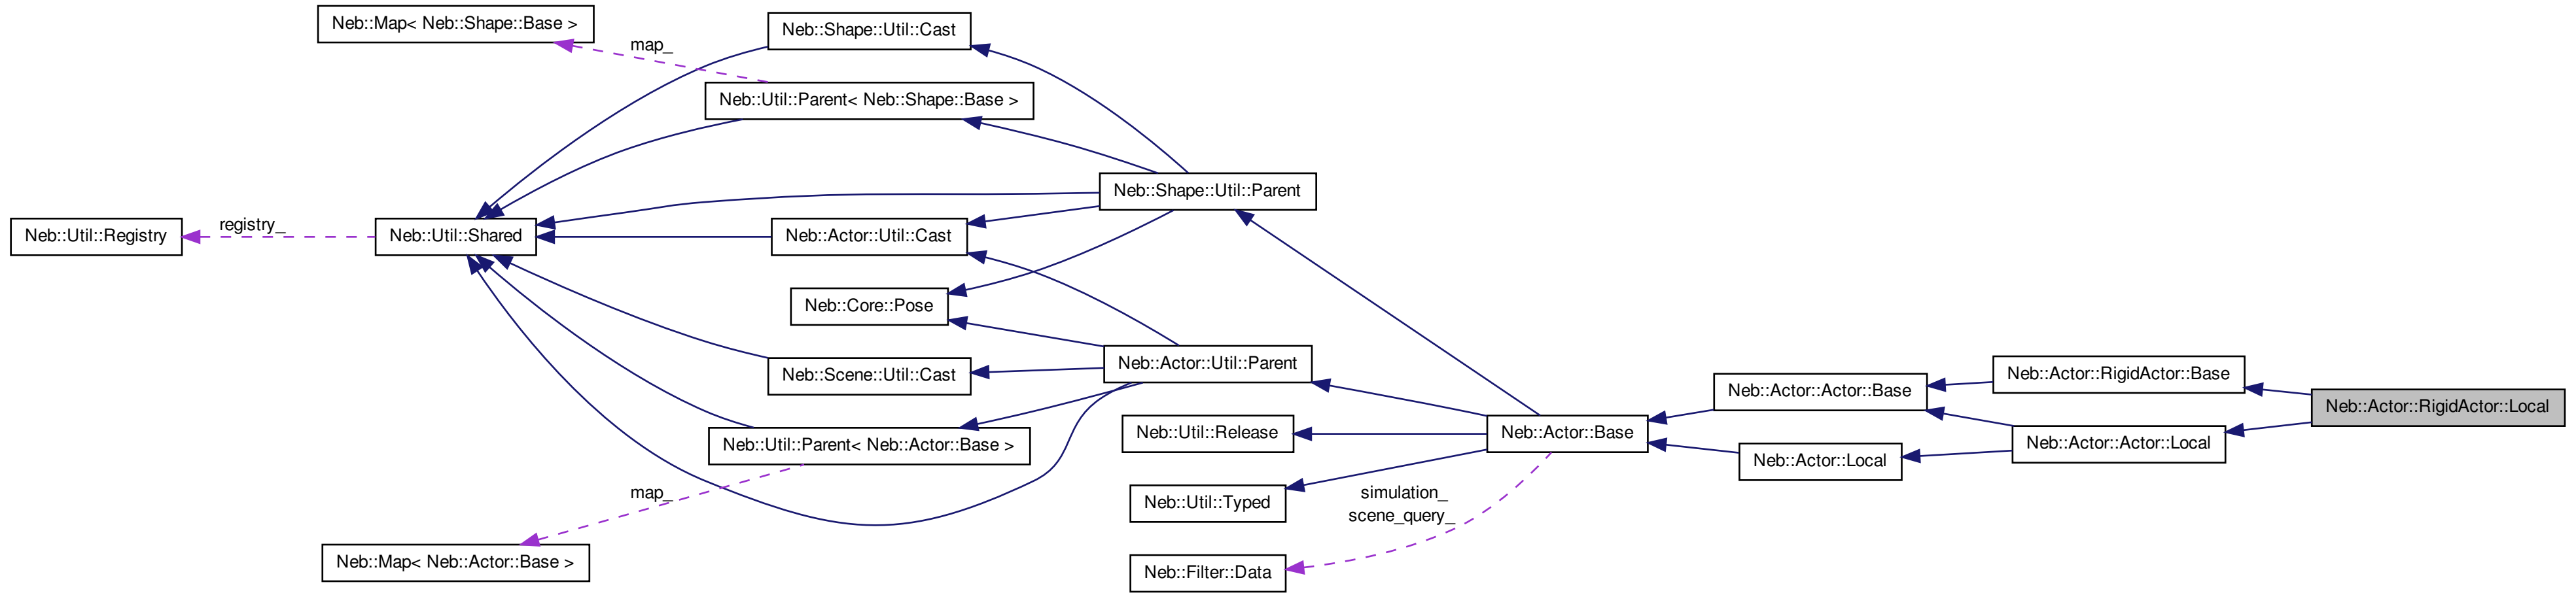 Neb::Map< Neb::Shape::Base >
map_
Neb::Shape::Util::Cast
Neb::Util::Parent< Neb::Shape::Base >
Neb::Shape::Util::Parent
Neb::Util::Registry
registry_
Neb::Util::Shared
Neb::Actor::Util::Cast
Neb::Core::Pose
Neb::Scene::Util::Cast
Neb::Actor::Util::Parent
Neb::Util::Parent< Neb::Actor::Base >
map_
Neb::Map< Neb::Actor::Base >
Neb::Util::Release
Neb::Util::Typed
simulation_
scene_query_
Neb::Filter::Data
Neb::Actor::Base
Neb::Actor::Actor::Base
Neb::Actor::Local
Neb::Actor::RigidActor::Base
Neb::Actor::Actor::Local
Neb::Actor::RigidActor::Local